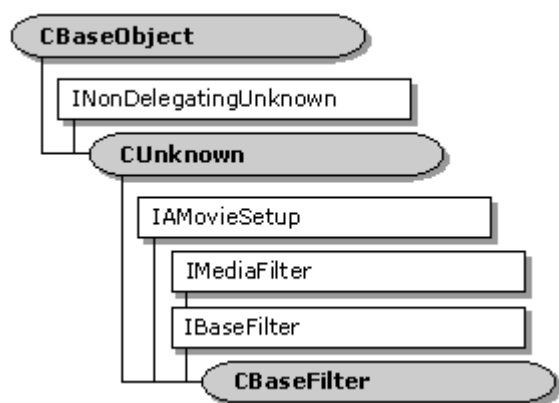 CBaseObject
INonDelegatingUnknown
CUnknown
IAMovieSetup
IMediaFilter
IBaseFilter
CBaseFilter